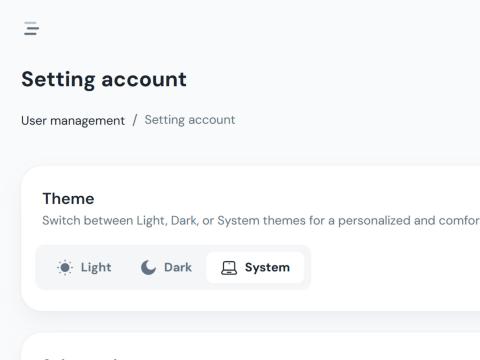 Setting account
User management / Setting account
Theme
Switch between Light, Dark, or System themes for a personalized and
Light Dark System